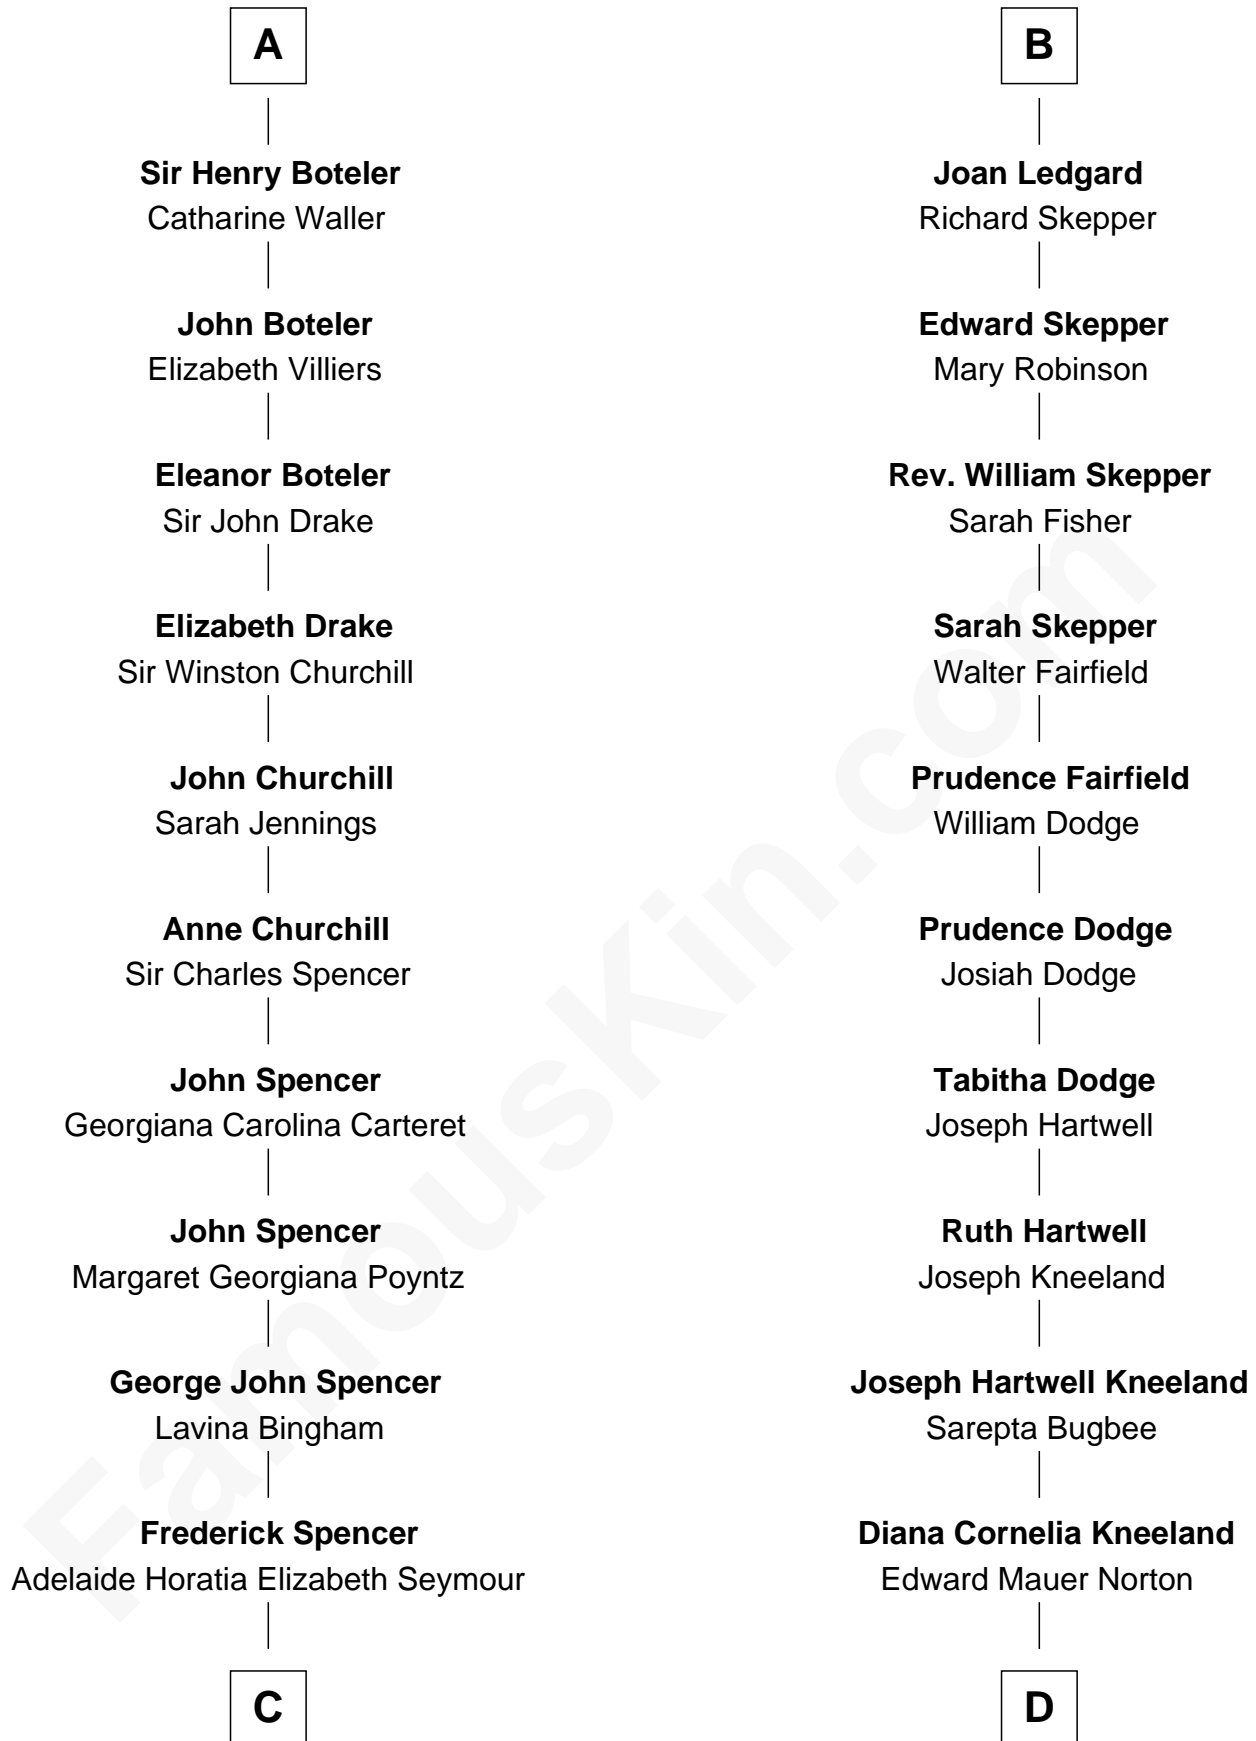 A
Sir Henry Boteler
Catharine Waller
John Boteler
Elizabeth Villiers
Eleanor Boteler
Sir John Drake
Elizabeth Drake
Sir Winston Churchill
John Churchill
Sarah Jennings
Anne Churchill
Sir Charles Spencer
John Spencer
Georgiana Carolina Carteret
John Spencer
Margaret Georgiana Poyntz
George John Spencer
Lavina Bingham
Frederick Spencer
Adelaide Horatia Elizabeth Seymour
C
B
Joan Ledgard
Richard Skepper
Edward Skepper
Mary Robinson
Rev. William Skepper
Sarah Fisher
Sarah Skepper
Walter Fairfield
Prudence Fairfield
William Dodge
Prudence Dodge
Josiah Dodge
Tabitha Dodge
Joseph Hartwell
Ruth Hartwell
Joseph Kneeland
Joseph Hartwell Kneeland
Sarepta Bugbee
Diana Cornelia Kneeland
Edward Mauer Norton
D
FamousKin.com